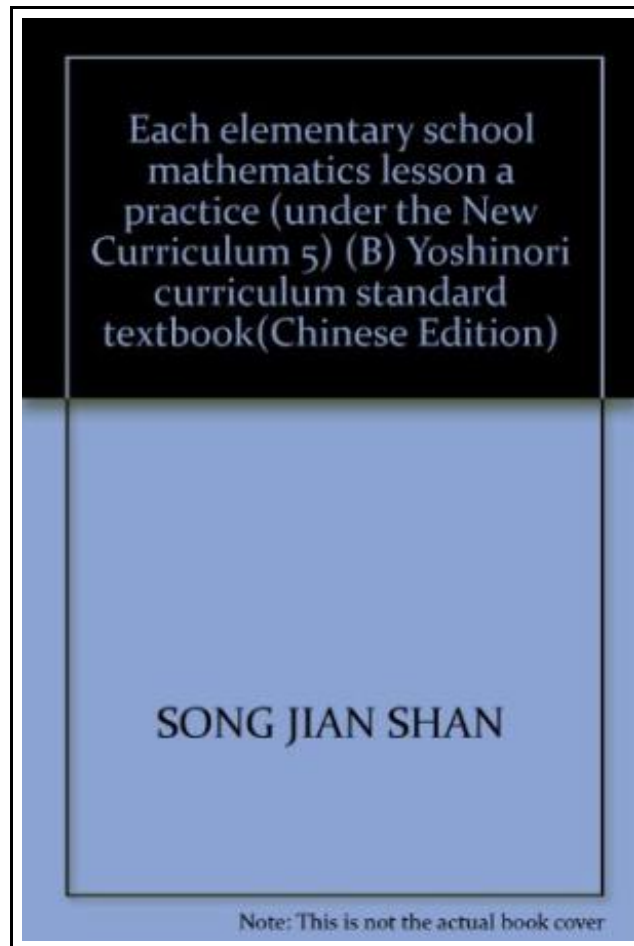 Each elementary school
mathematics lesson a
practice (under the New
Curriculum 5) (B) Yoshinori
curriculum standard
textbook(Chinese Edition)
SONG JIAN SHAN
Note: This is not the actual book cover